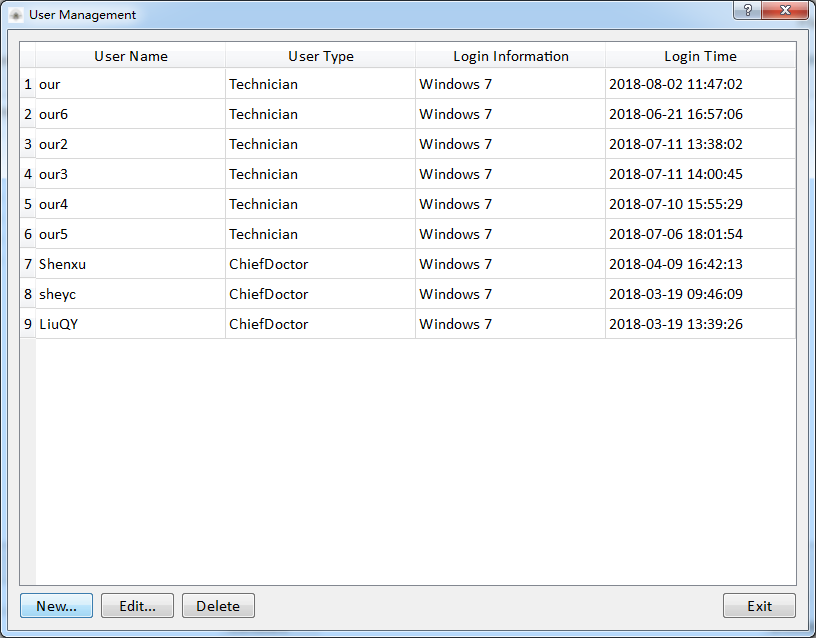 User Management
?
User Name User Type Login Information Login Time
1 our Technician Windows 7 2018-08-02 11:47:02
2 our6 Technician Windows 7 2018-06-21 16:57:06
3 our2 Technician Windows 7 2018-07-11 13:38:02
4 our3 Technician Windows 7 2018-07-11 14:00:45
5 our4 Technician Windows 7 2018-07-10 15:55:29
6 our5 Technician Windows 7 2018-07-06 18:01:54
7 Shenxu ChiefDoctor Windows 7 2018-04-09 16:42:13
8 sheyc ChiefDoctor Windows 7 2018-03-19 09:46:09
9 LiuQY ChiefDoctor Windows 7 2018-03-19 13:39:26
New... Edit... Delete Exit